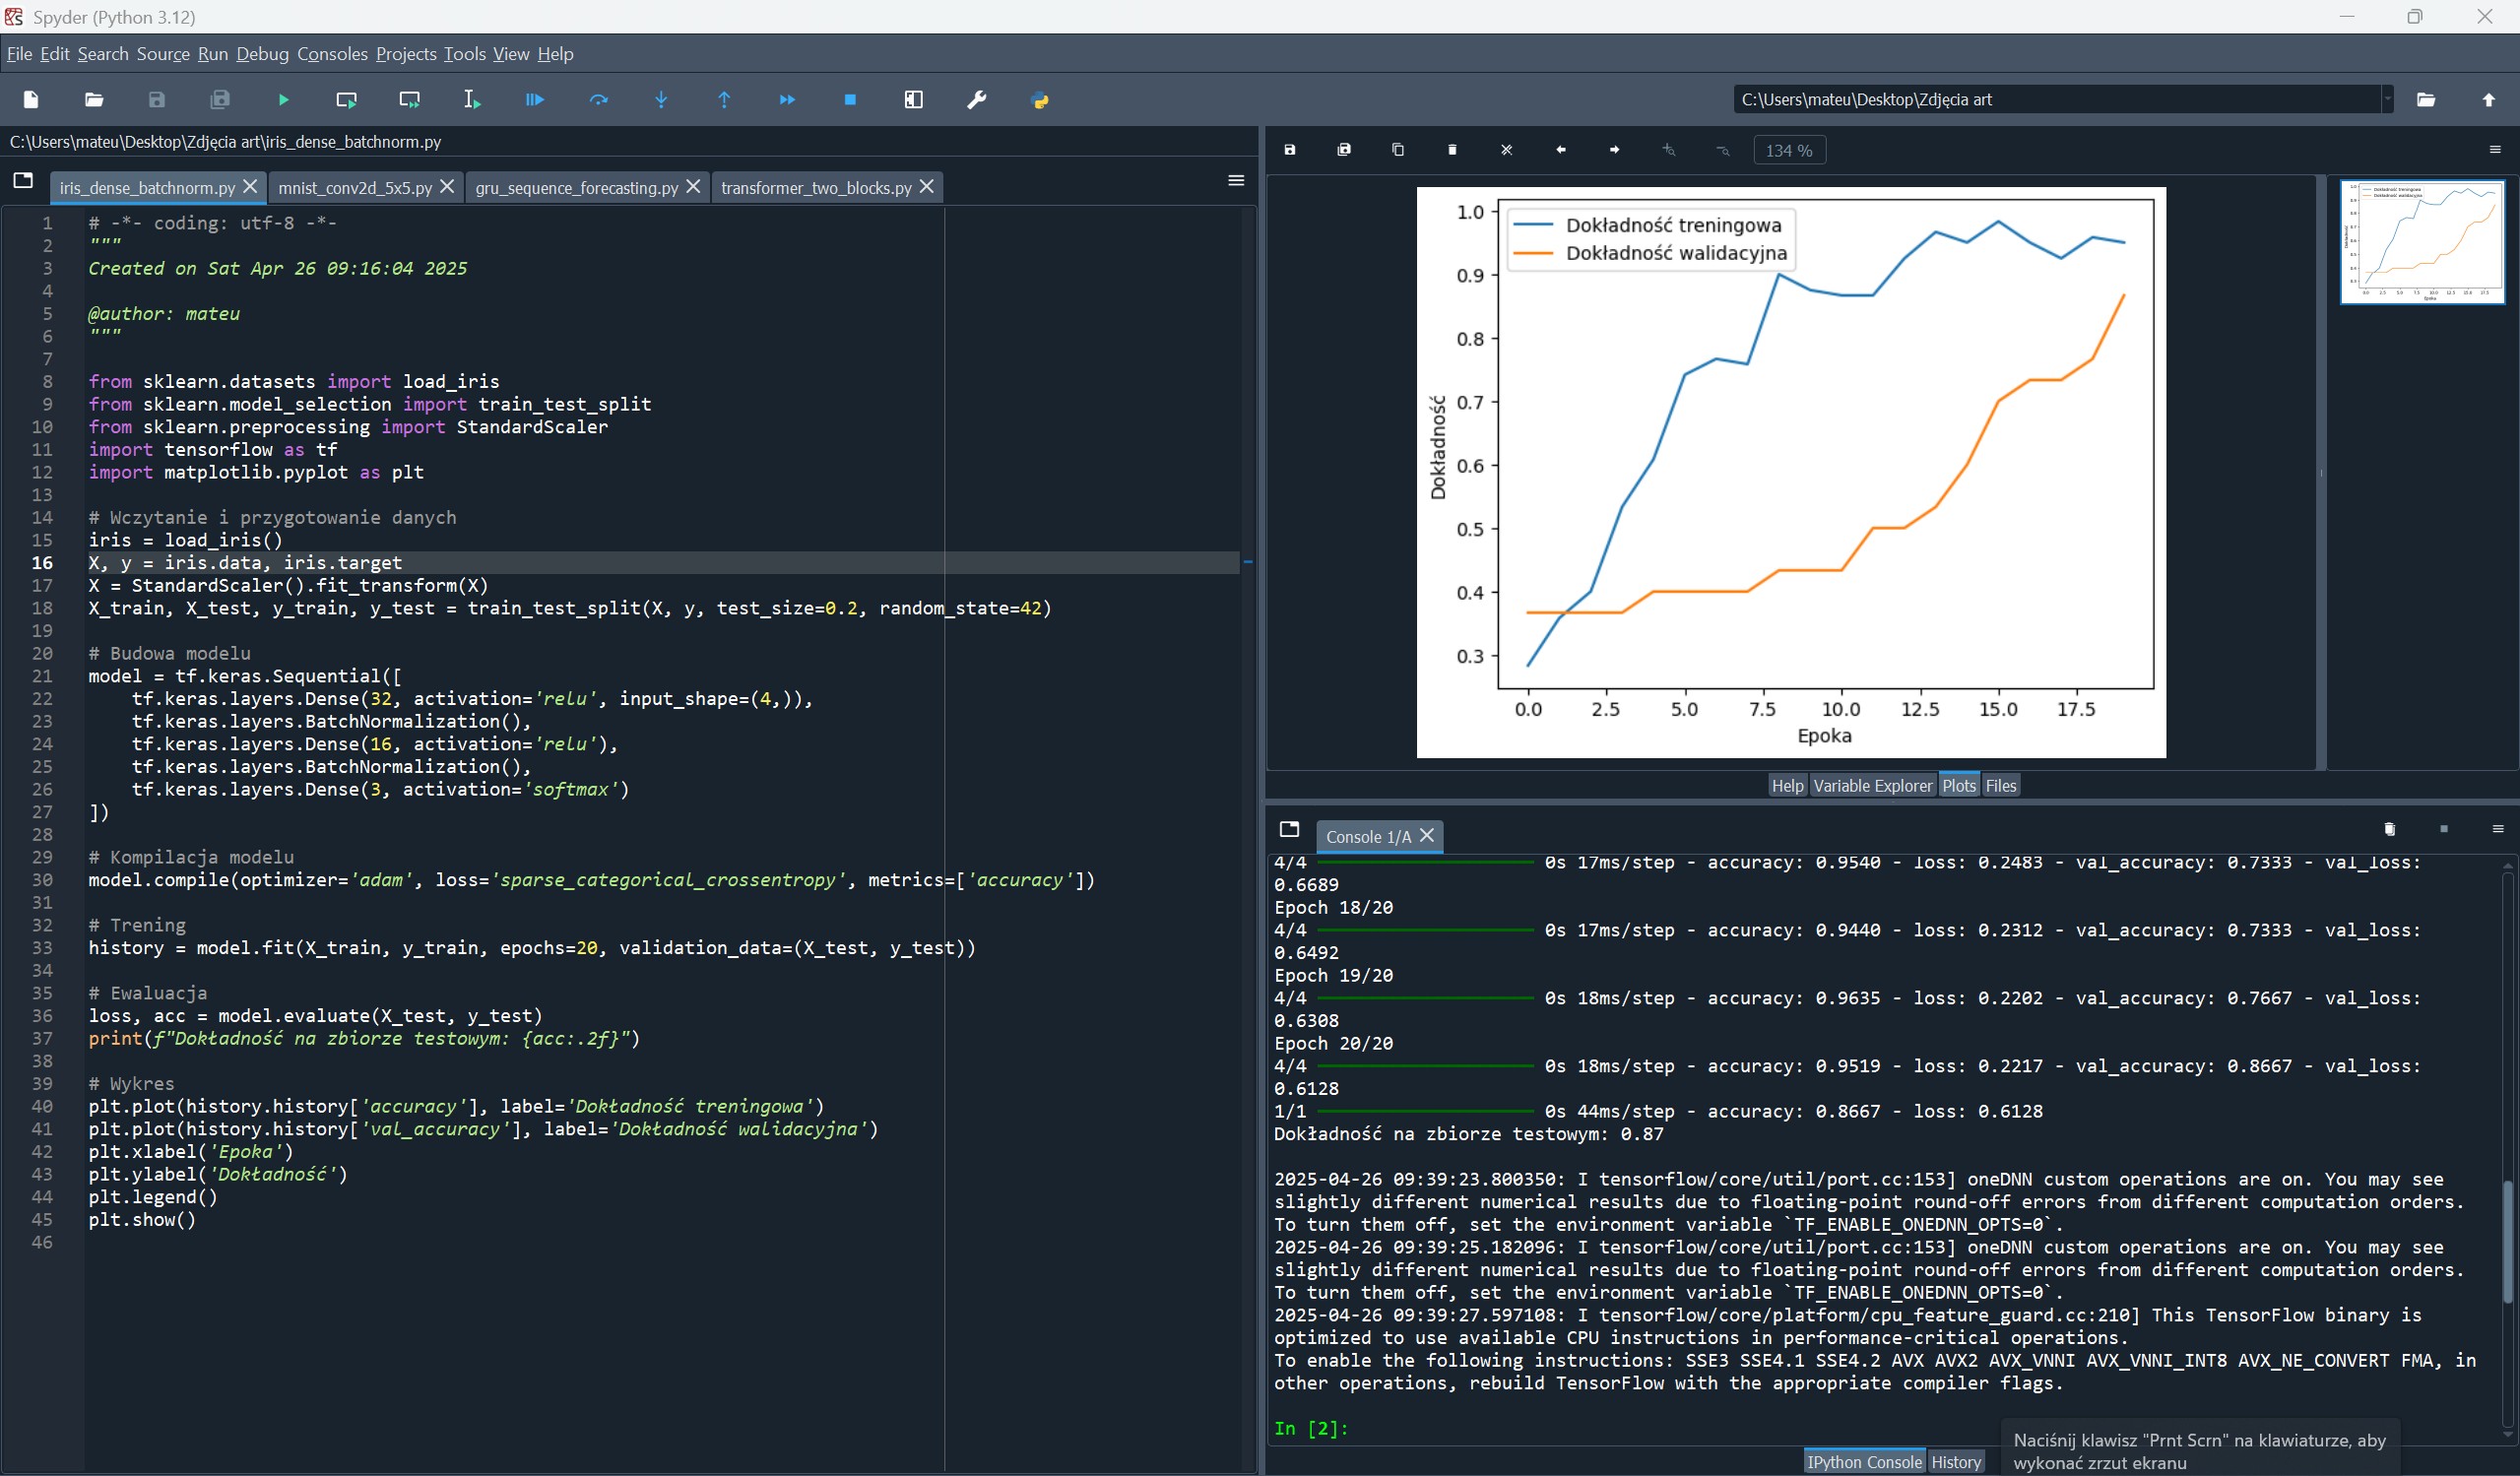 Spyder (Python 3.12)
File Edit Search Source Run Debug Consoles Projects Tools View Help
C:\Users\mateu\Desktop\Zdjęcia art
C:\Users\mateu\Desktop\Zdjęcia art\iris_dense_batchnorm.py
iris_dense_batchnorm.py mnist_conv2d_5x5.py gru_sequence_forecasting.py transformer_two_blocks.py
1 # -*- coding: utf-8 -*-
2 """
3 Created on Sat Apr 26 09:16:04 2025
4
5 @author: mateu
6 """
7
8 from sklearn.datasets import load_iris
9 from sklearn.model_selection import train_test_split
10 from sklearn.preprocessing import StandardScaler
11 import tensorflow as tf
12 import matplotlib.pyplot as plt
13
14 # Wczytanie i przygotowanie danych
15 iris = load_iris()
16 X, y = iris.data, iris.target
17 X = StandardScaler().fit_transform(X)
18 X_train, X_test, y_train, y_test = train_test_split(X, y, test_size=0.2, random_state=42)
19
20 # Budowa modelu
21 model = tf.keras.Sequential([
22     tf.keras.layers.Dense(32, activation='relu', input_shape=(4,)),
23     tf.keras.layers.BatchNormalization(),
24     tf.keras.layers.Dense(16, activation='relu'),
25     tf.keras.layers.BatchNormalization(),
26     tf.keras.layers.Dense(3, activation='softmax')
27 ])
28
29 # Kompilacja modelu
30 model.compile(optimizer='adam', loss='sparse_categorical_crossentropy', metrics=['accuracy'])
31
32 # Trening
33 history = model.fit(X_train, y_train, epochs=20, validation_data=(X_test, y_test))
34
35 # Ewaluacja
36 loss, acc = model.evaluate(X_test, y_test)
37 print(f"Dokładność na zbiorze testowym: {acc:.2f}")
38
39 # Wykres
40 plt.plot(history.history['accuracy'], label='Dokładność treningowa')
41 plt.plot(history.history['val_accuracy'], label='Dokładność walidacyjna')
42 plt.xlabel('Epoka')
43 plt.ylabel('Dokładność')
44 plt.legend()
45 plt.show()
46
134 %
Dokładność treningowa
Dokładność walidacyjna
1.0
0.9
0.8
0.7
0.6
0.5
0.4
0.3
Dokładność
0.0 2.5 5.0 7.5 10.0 12.5 15.0 17.5
Epoka
Help Variable Explorer Plots Files
Console 1/A
4/4 0s 17ms/step - accuracy: 0.9540 - loss: 0.2483 - val_accuracy: 0.7333 - val_loss:
0.6689
Epoch 18/20
4/4 0s 17ms/step - accuracy: 0.9440 - loss: 0.2312 - val_accuracy: 0.7333 - val_loss:
0.6492
Epoch 19/20
4/4 0s 18ms/step - accuracy: 0.9635 - loss: 0.2202 - val_accuracy: 0.7667 - val_loss:
0.6308
Epoch 20/20
4/4 0s 18ms/step - accuracy: 0.9519 - loss: 0.2217 - val_accuracy: 0.8667 - val_loss:
0.6128
1/1 0s 44ms/step - accuracy: 0.8667 - loss: 0.6128
Dokładność na zbiorze testowym: 0.87
2025-04-26 09:39:23.800350: I tensorflow/core/util/port.cc:153] oneDNN custom operations are on. You may see
slightly different numerical results due to floating-point round-off errors from different computation orders.
To turn them off, set the environment variable `TF_ENABLE_ONEDNN_OPTS=0`.
2025-04-26 09:39:25.182096: I tensorflow/core/util/port.cc:153] oneDNN custom operations are on. You may see
slightly different numerical results due to floating-point round-off errors from different computation orders.
To turn them off, set the environment variable `TF_ENABLE_ONEDNN_OPTS=0`.
2025-04-26 09:39:27.597108: I tensorflow/core/platform/cpu_feature_guard.cc:210] This TensorFlow binary is
optimized to use available CPU instructions in performance-critical operations.
To enable the following instructions: SSE3 SSE4.1 SSE4.2 AVX AVX2 AVX_VNNI AVX_VNNI_INT8 AVX_NE_CONVERT FMA, in
other operations, rebuild TensorFlow with the appropriate compiler flags.
In [2]:
IPython Console History
Naciśnij klawisz "Prnt Scrn" na klawiaturze, aby
wykonać zrzut ekranu